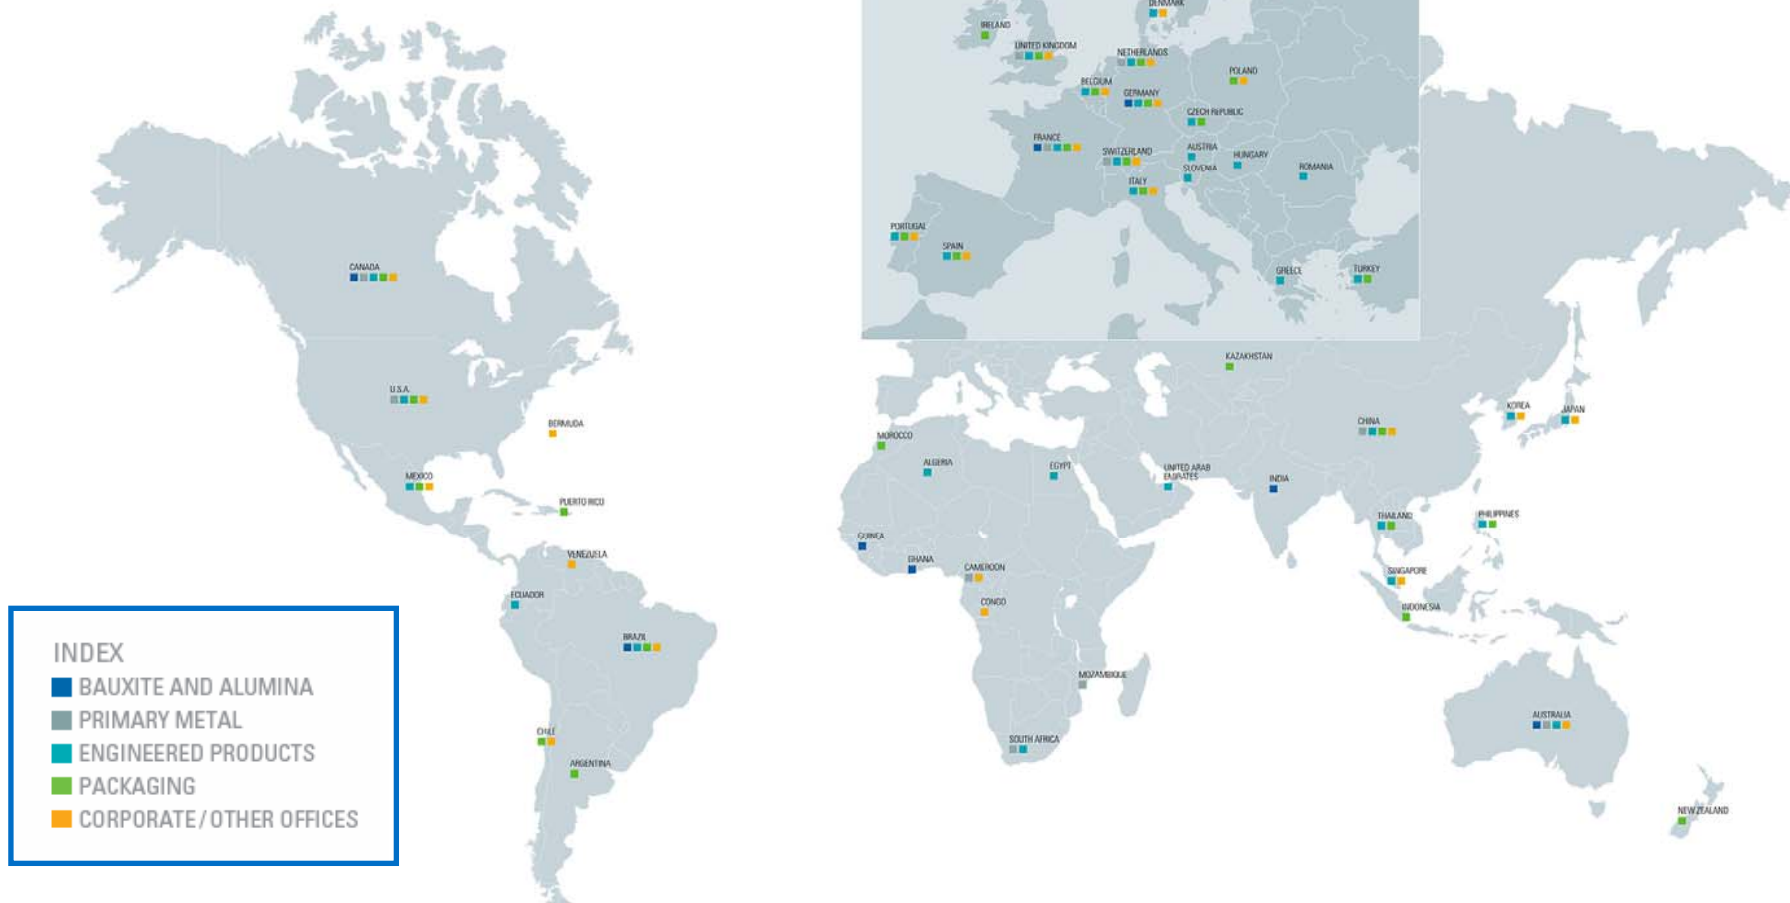 DENMARK
IRELAND
UNITED KINGDOM
NETHERLANDS
POLAND
BELGIUM
GERMANY
CZECH REPUBLIC
FRANCE
SWITZERLAND
AUSTRIA
HUNGARY
SLOVENIA
ROMANIA
ITALY
PORTUGAL
SPAIN
GREECE
TURKEY
CANADA
U.S.A.
BERMUDA
MEXICO
PUERTO RICO
VENEZUELA
ECUADOR
BRAZIL
CHILE
ARGENTINA
KAZAKHSTAN
KOREA
JAPAN
CHINA
MOROCCO
ALGERIA
EGYPT
UNITED ARAB
EMIRATES
INDIA
THAILAND
PHILIPPINES
GUINEA
GHANA
CAMEROON
SINGAPORE
CONGO
INDONESIA
MOZAMBIQUE
SOUTH AFRICA
AUSTRALIA
NEW ZEALAND
INDEX
BAUXITE AND ALUMINA
PRIMARY METAL
ENGINEERED PRODUCTS
PACKAGING
CORPORATE/OTHER OFFICES